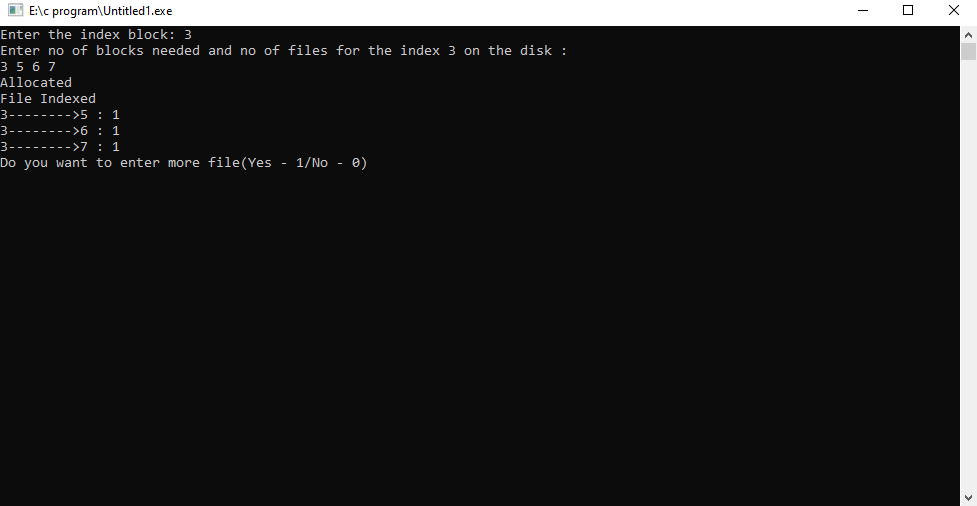 E:\c program\Untitled1.exe
Enter the index block: 3
Enter no of blocks needed and no of files for the index 3 on the disk :
3 5 6 7
Allocated
File Indexed
3-------->5 : 1
3-------->6 : 1
3-------->7 : 1
Do you want to enter more file(Yes - 1/No - 0)